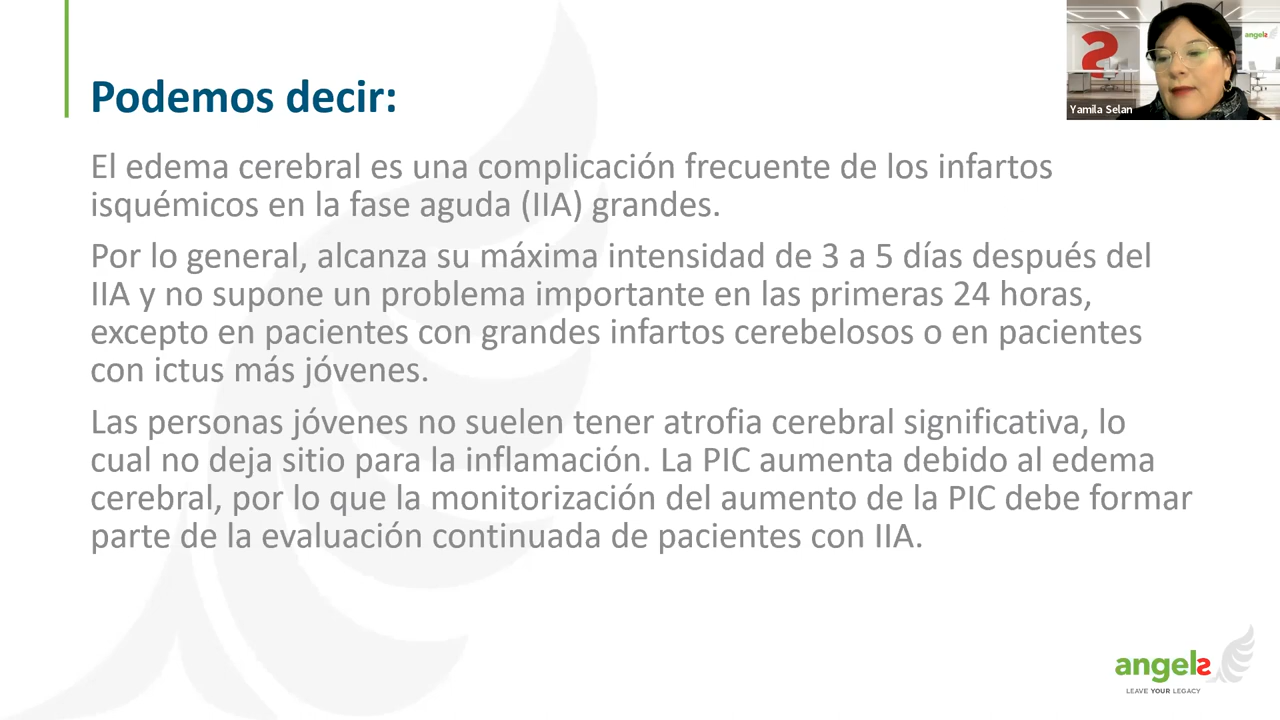 Podemos decir:
El edema cerebral es una complicación frecuente de los infartos
isquémicos en la fase aguda (IIA) grandes.
Por lo general, alcanza su máxima intensidad de 3 a 5 días después del
IIA y no supone un problema importante en las primeras 24 horas,
excepto en pacientes con grandes infartos cerebelosos o en pacientes
con ictus más jóvenes.
Las personas jóvenes no suelen tener atrofia cerebral significativa, lo
cual no deja sitio para la inflamación. La PIC aumenta debido al edema
cerebral, por lo que la monitorización del aumento de la PIC debe formar
parte de la evaluación continuada de pacientes con IIA.
angels
Yamila Selan
angels
LEAVE YOUR LEGACY